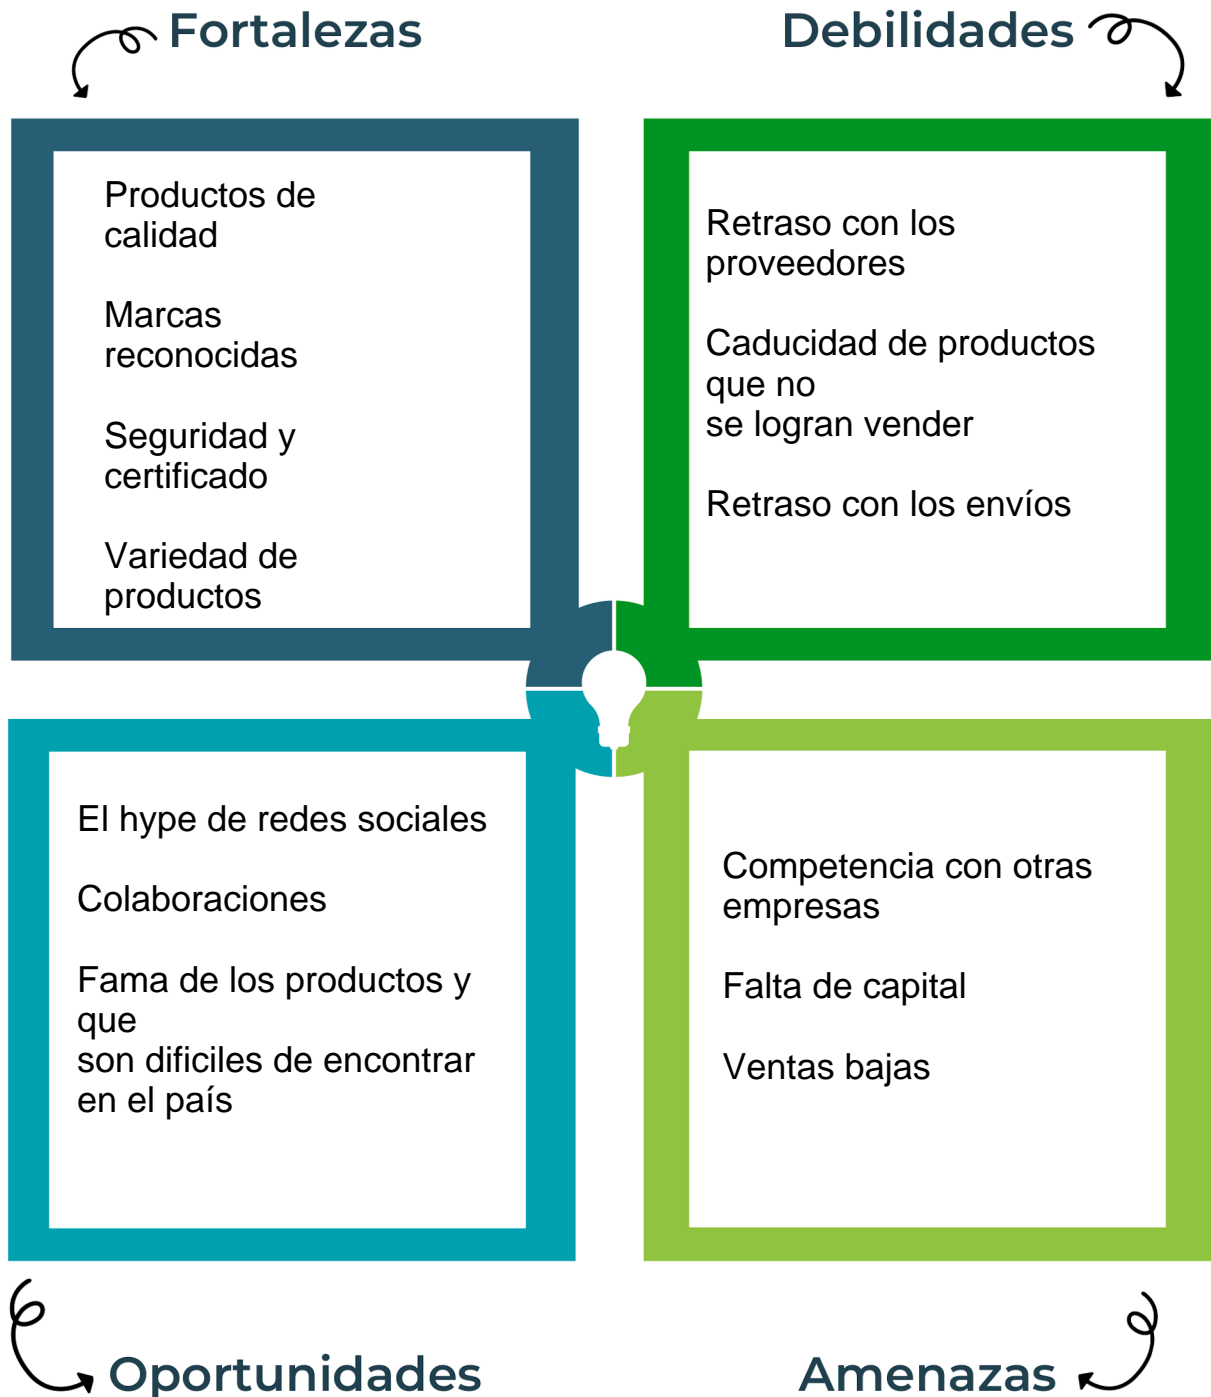 Fortalezas
Productos de
calidad
Marcas
reconocidas
Seguridad y
certificado
Variedad de
productos
Debilidades
Retraso con los
proveedores
Caducidad de productos
que no
se logran vender
Retraso con los envíos
El hype de redes sociales
Colaboraciones
Fama de los productos y
que
son dificiles de encontrar
en el país
Oportunidades
Competencia con otras
empresas
Falta de capital
Ventas bajas
Amenazas